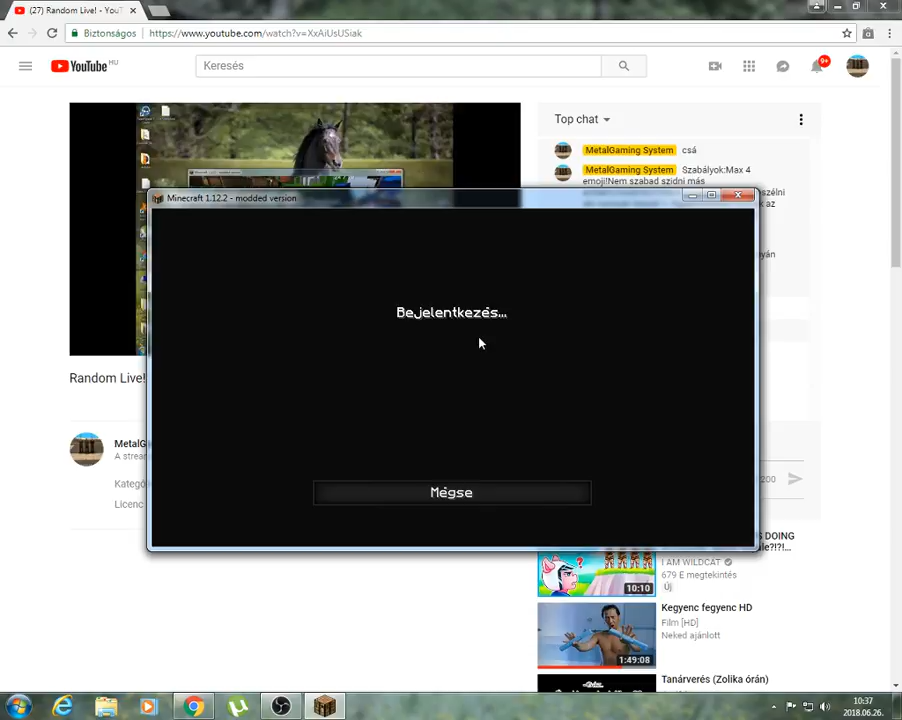 (27) Random Live! - YouT
Biztonságos
https://www.youtube.com/watch?v=XxAiUsUSiak
YouTube HU
Keresés
9+
Top chat
MetalGaming System csá
MetalGaming System Szabályok:Max 4
emoji!Nem szabad szidni más
Minecraft 1.12.2 - modded version
Bejelentkezés...
Mégse
Random Live!
MetalG
A stream
Kategó
Licenc
200
S DOING
I AM WILDCAT
679 E megtekintés
Új
10:10
Kegyenc fegyenc HD
Film [HD]
Neked ajánlott
1:49:08
Tanárverés (Zolika órán)
10:37
2018.06.26.